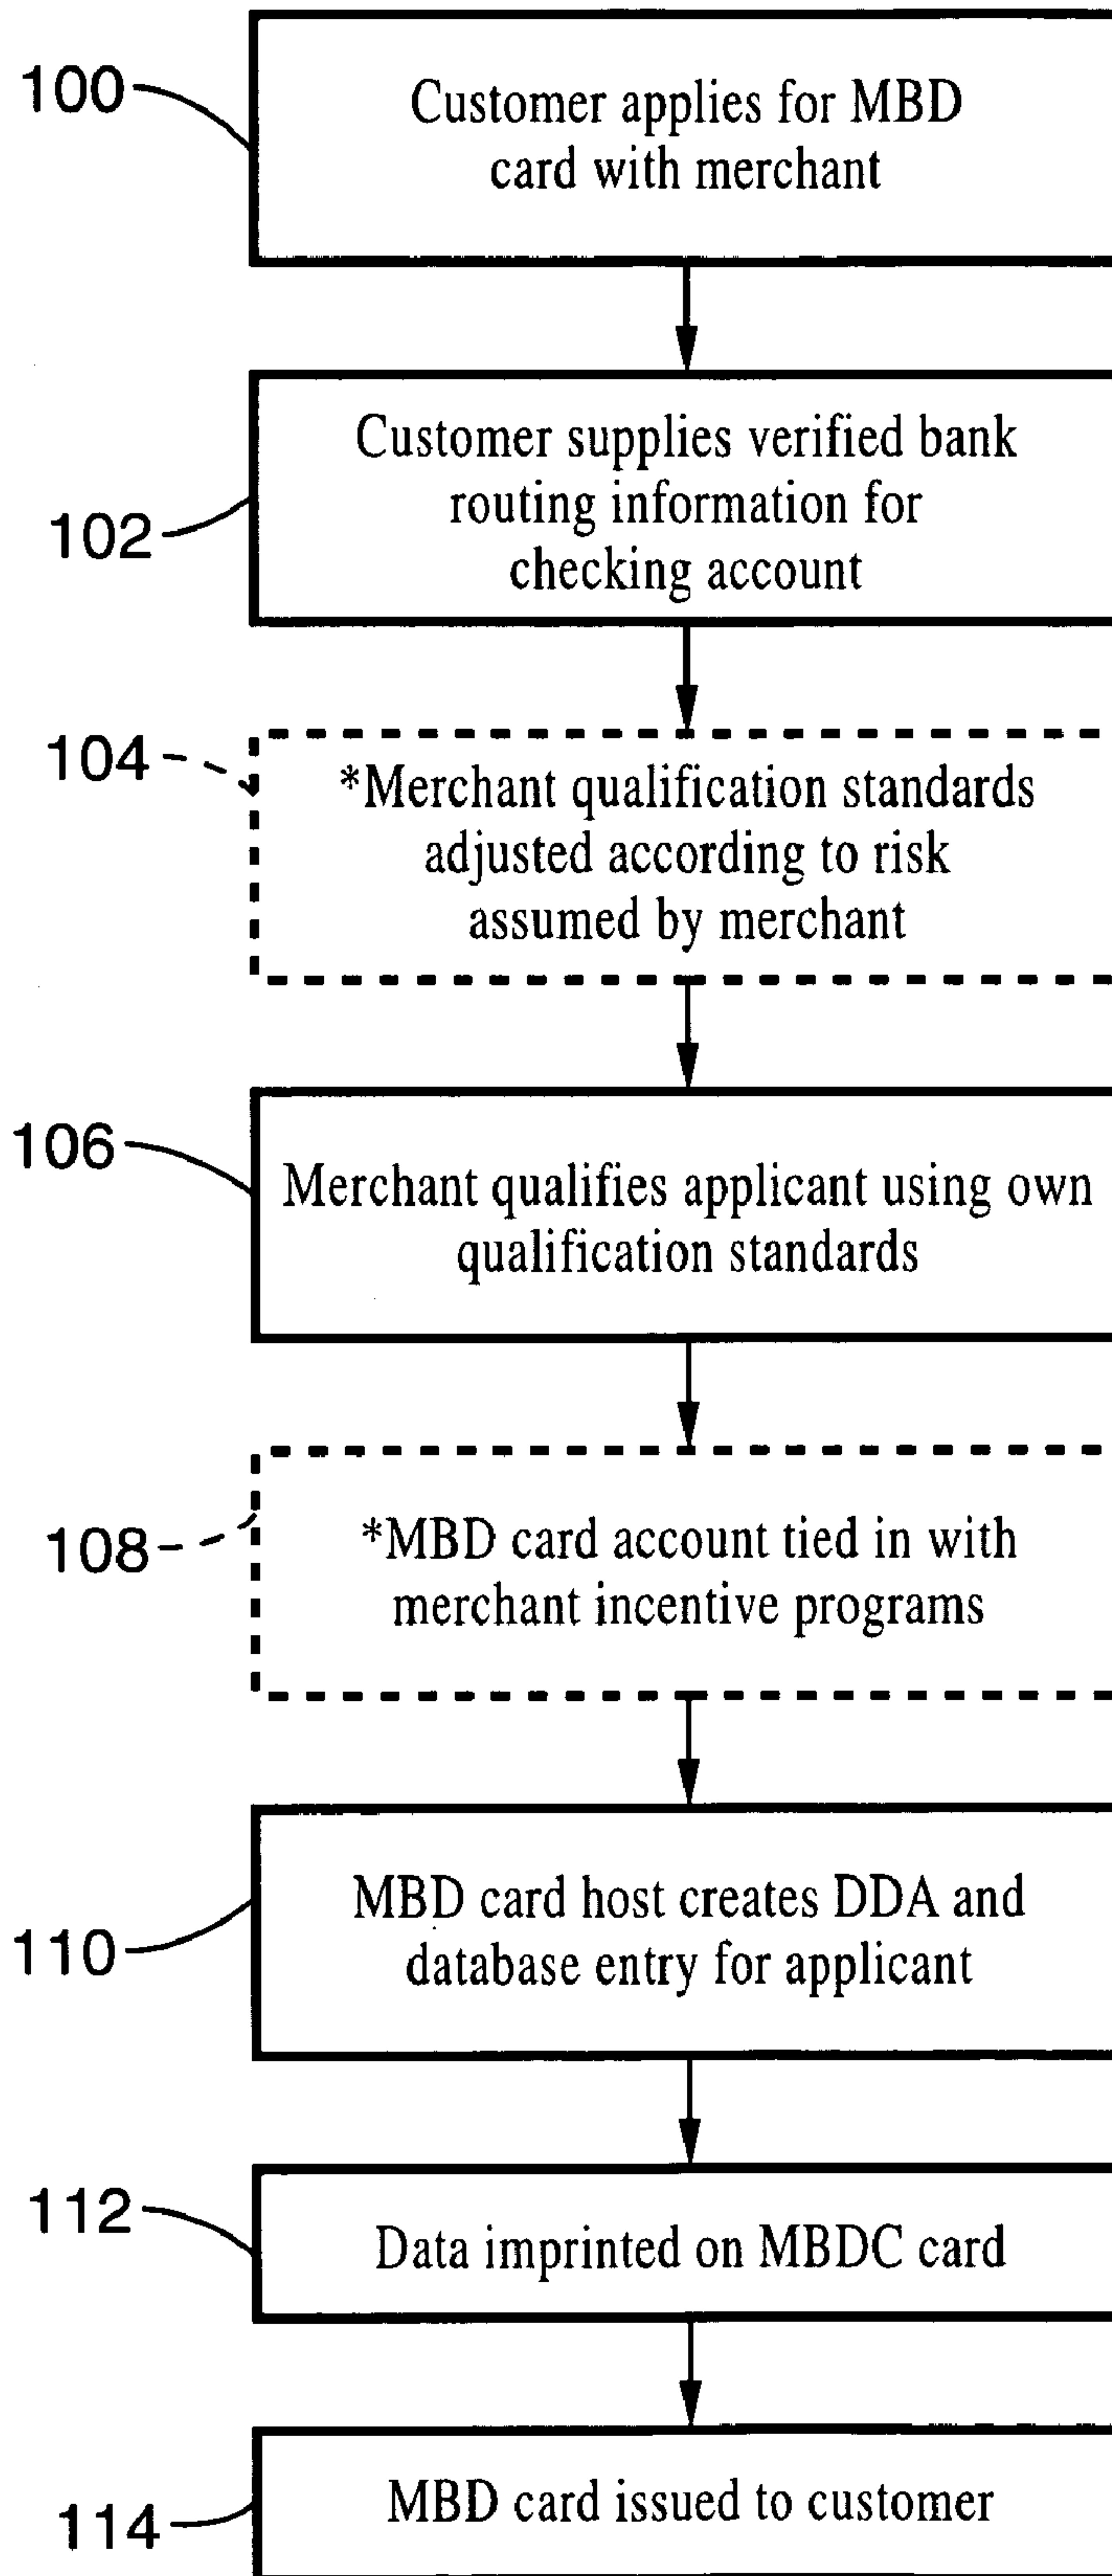 100
Customer applies for MBD
card with merchant
102
Customer supplies verified bank
routing information for
checking account
104
*Merchant qualification standards
adjusted according to risk
assumed by merchant
106
Merchant qualifies applicant using own
qualification standards
108
*MBD card account tied in with
merchant incentive programs
110
MBD card host creates DDA and
database entry for applicant
112
Data imprinted on MBDC card
114
MBD card issued to customer